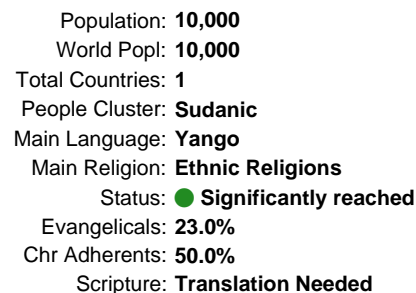 Population: 10,000
World Popl: 10,000
Total Countries: 1
People Cluster: Sudanic
Main Language: Yango
Main Religion: Ethnic Religions
Status: Significantly reached
Evangelicals: 23.0%
Chr Adherents: 50.0%
Scripture: Translation Needed